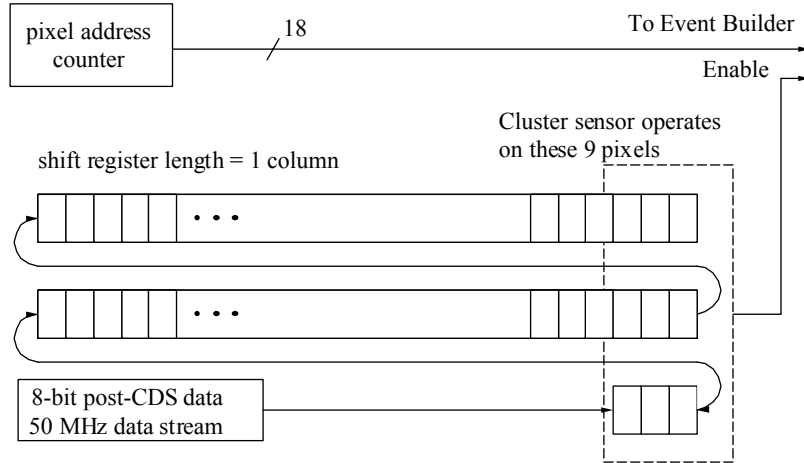 pixel address
counter
18
To Event Builder
Enable
Cluster sensor operates
on these 9 pixels
shift register length = 1 column
8-bit post-CDS data
50 MHz data stream